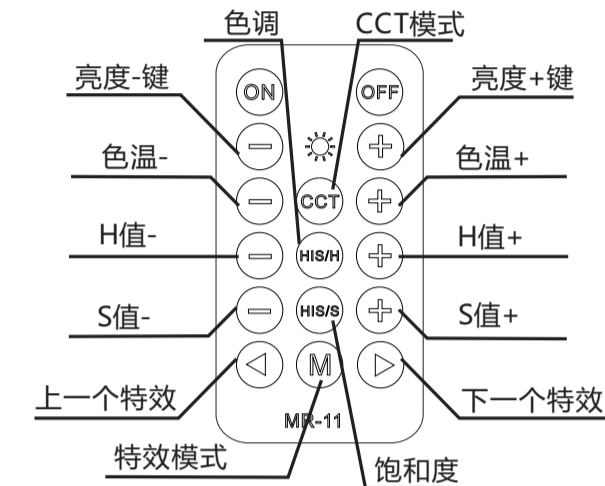 色调 CCT模式
亮度-键 ON OFF 亮度+键
色温- CCT 色温+
H值- HIS/H H值+
S值- HIS/S S值+
上一个特效 M 下一个特效
MR-11
特效模式 饱和度